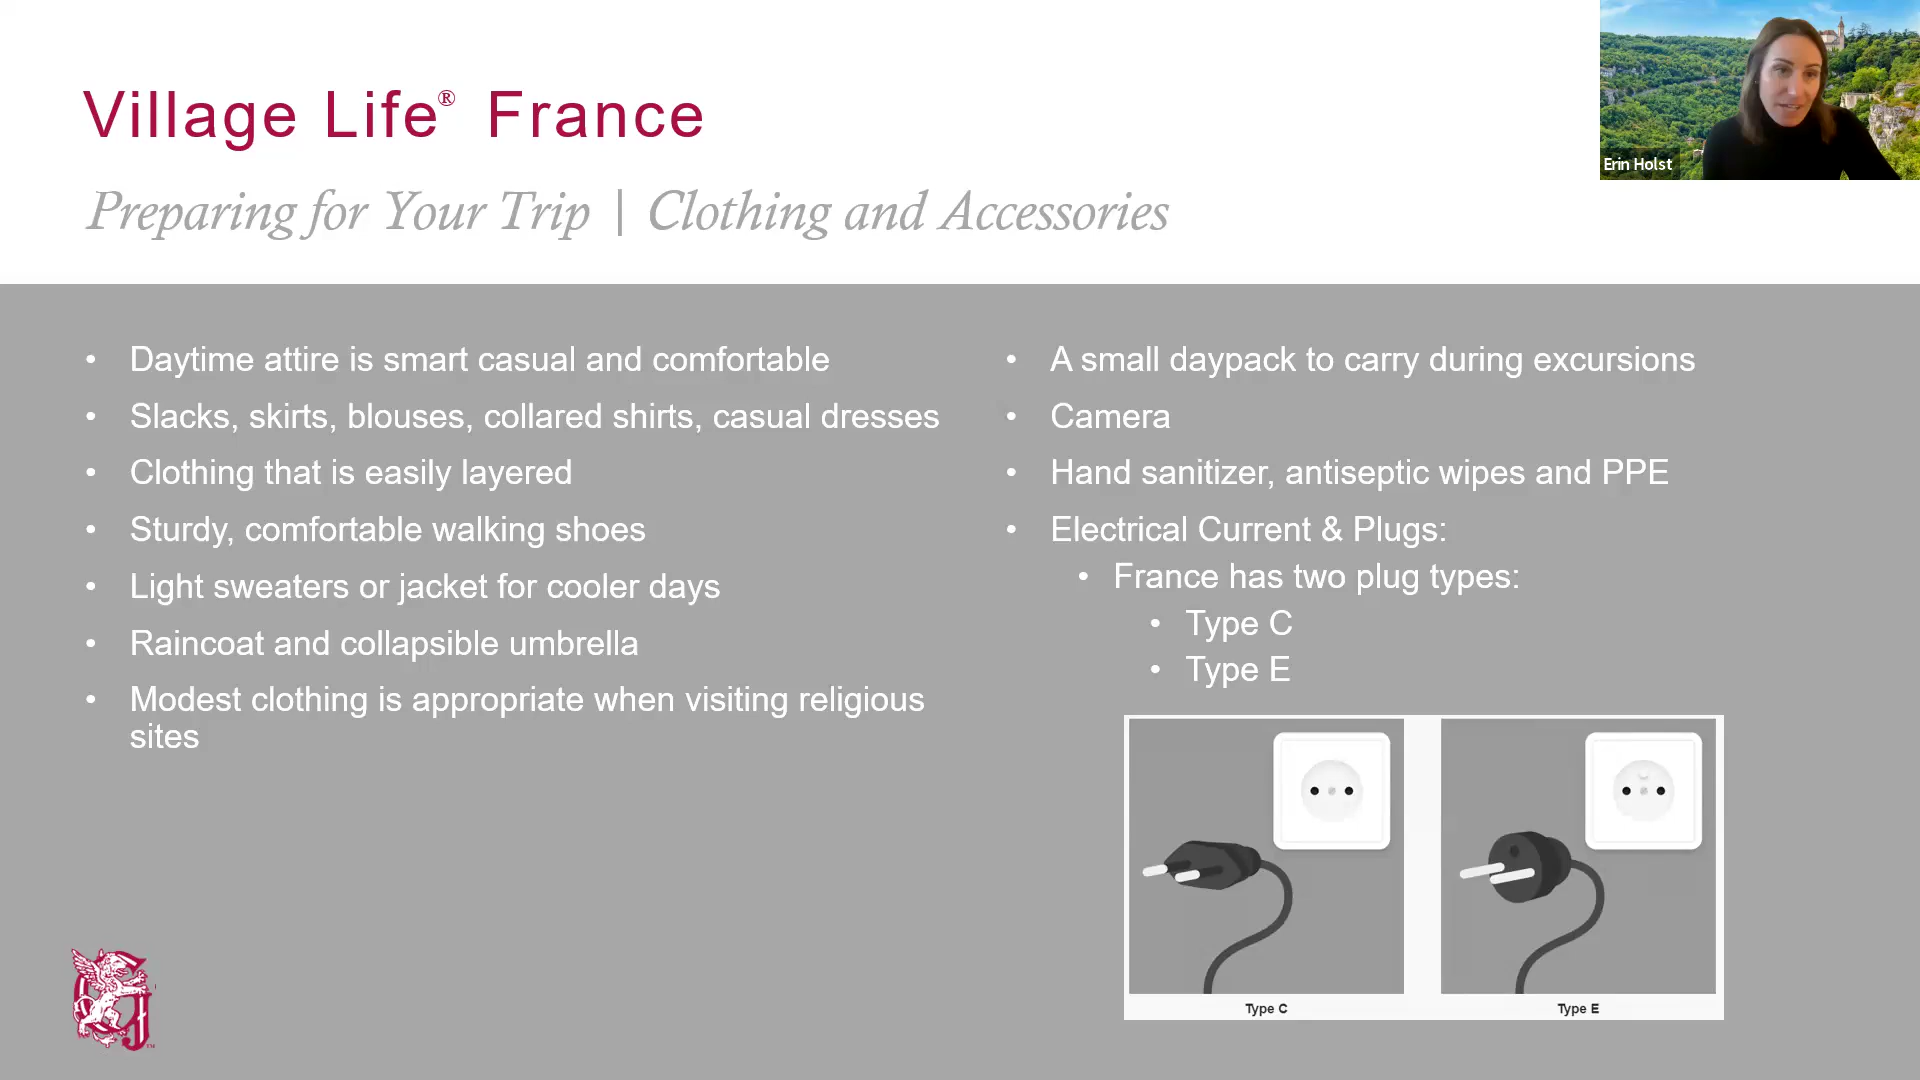 Village Life® France
Erin Holst
Preparing for Your Trip | Clothing and Accessories
• Daytime attire is smart casual and comfortable
• Slacks, skirts, blouses, collared shirts, casual dresses
• Clothing that is easily layered
• Sturdy, comfortable walking shoes
• Light sweaters or jacket for cooler days
• Raincoat and collapsible umbrella
• Modest clothing is appropriate when visiting religious
sites
• A small daypack to carry during excursions
• Camera
• Hand sanitizer, antiseptic wipes and PPE
• Electrical Current & Plugs:
• France has two plug types:
• Type C
• Type E
Type C
Type E